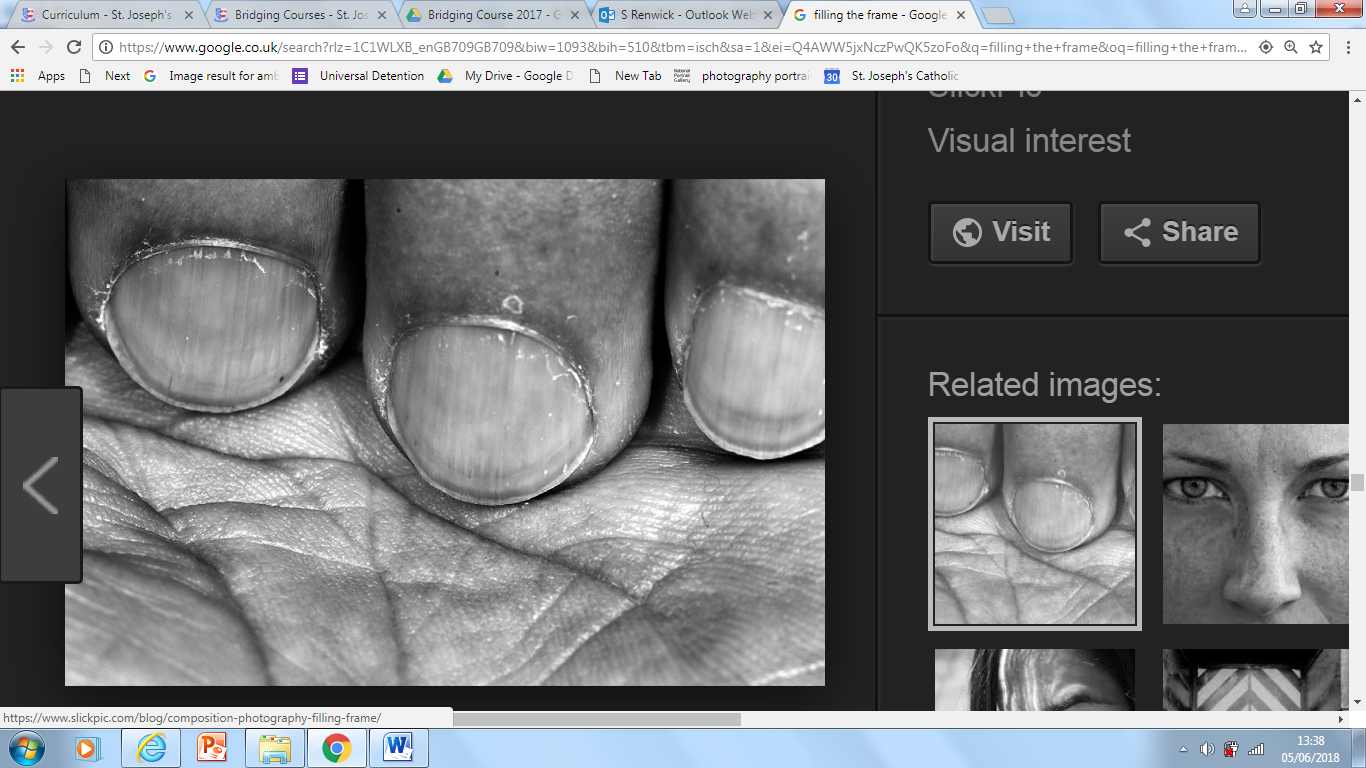 Curriculum - St. Joseph's
Bridging Courses - St. Jos
Bridging Course 2017 - G
S Renwick - Outlook Web
filling the frame - Google
https://www.google.co.uk/search?rlz=1C1WLXB_enGB709GB709&biw=1093&bih=510&tbm=isch&sa=1&ei=Q4AWW5jxNczPwQK5zoFo&q=filling+the+frame&oq=filling+the+fram...
Apps
Next
Image result for amb
Universal Detention
My Drive - Google D
New Tab
National Portrait Gallery
photography portrai
30
St. Joseph's Catholic
Visual interest
Visit
Share
Related images:
https://www.slickpic.com/blog/composition-photography-filling-frame/
13:38
05/06/2018